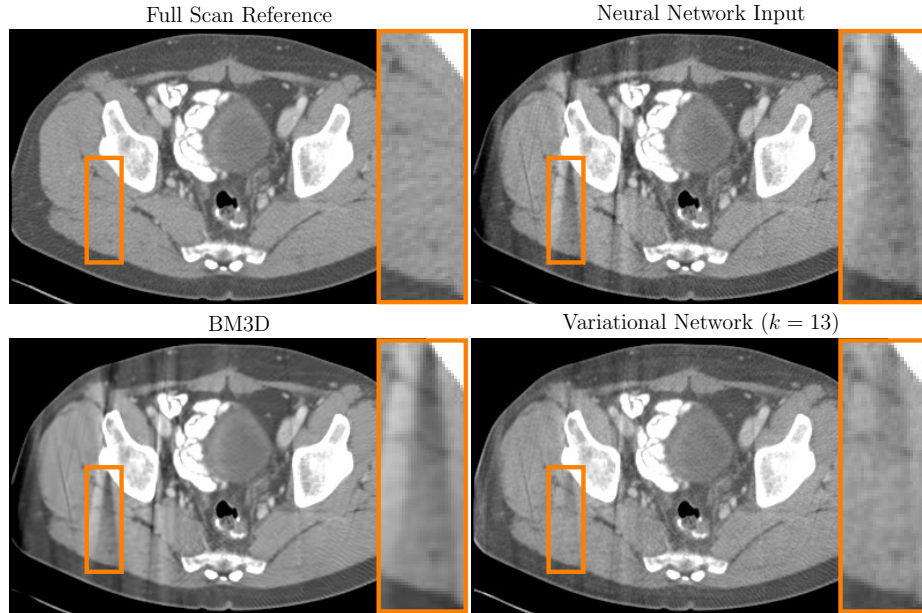 Full Scan Reference
Neural Network Input
BM3D
Variational Network (k = 13)